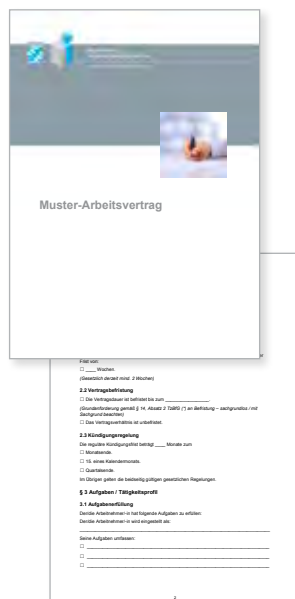 Muster-Arbeitsvertrag
Frist von:
☐ ____ Wochen.
(Gesetzlich derzeit mind. 2 Wochen)
2.2 Vertragsbefristung
☐ Die Vertragsdauer ist befristet bis zum ________________.
(Grundanforderung gemäß § 14, Absatz 2 TzBfG (*) an Befristung – sachgrundlos / mit
Sachgrund beachten)
☐ Das Vertragsverhältnis ist unbefristet.
2.3 Kündigungsregelung
Die reguläre Kündigungsfrist beträgt ____ Monate zum
☐ Monatsende.
☐ 15. eines Kalendermonats.
☐ Quartalsende.
Im Übrigen gelten die beidseitig gültigen gesetzlichen Regelungen.
§ 3 Aufgaben / Tätigkeitsprofil
3.1 Aufgabenerfüllung
Der/die Arbeitnehmer/-in hat folgende Aufgaben zu erfüllen:
Der/die Arbeitnehmer/-in wird eingestellt als:
Seine Aufgaben umfassen:
☐
☐
☐
2